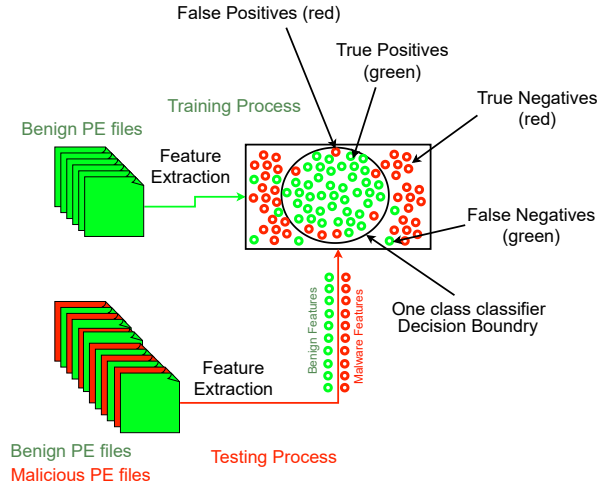 False Positives (red)
True Positives
(green)
Training Process
True Negatives
(red)
Benign PE files
Feature
Extraction
False Negatives
(green)
One class classifier
Decision Boundry
Benign Features
Malware Features
Feature
Extraction
Benign PE files
Malicious PE files
Testing Process